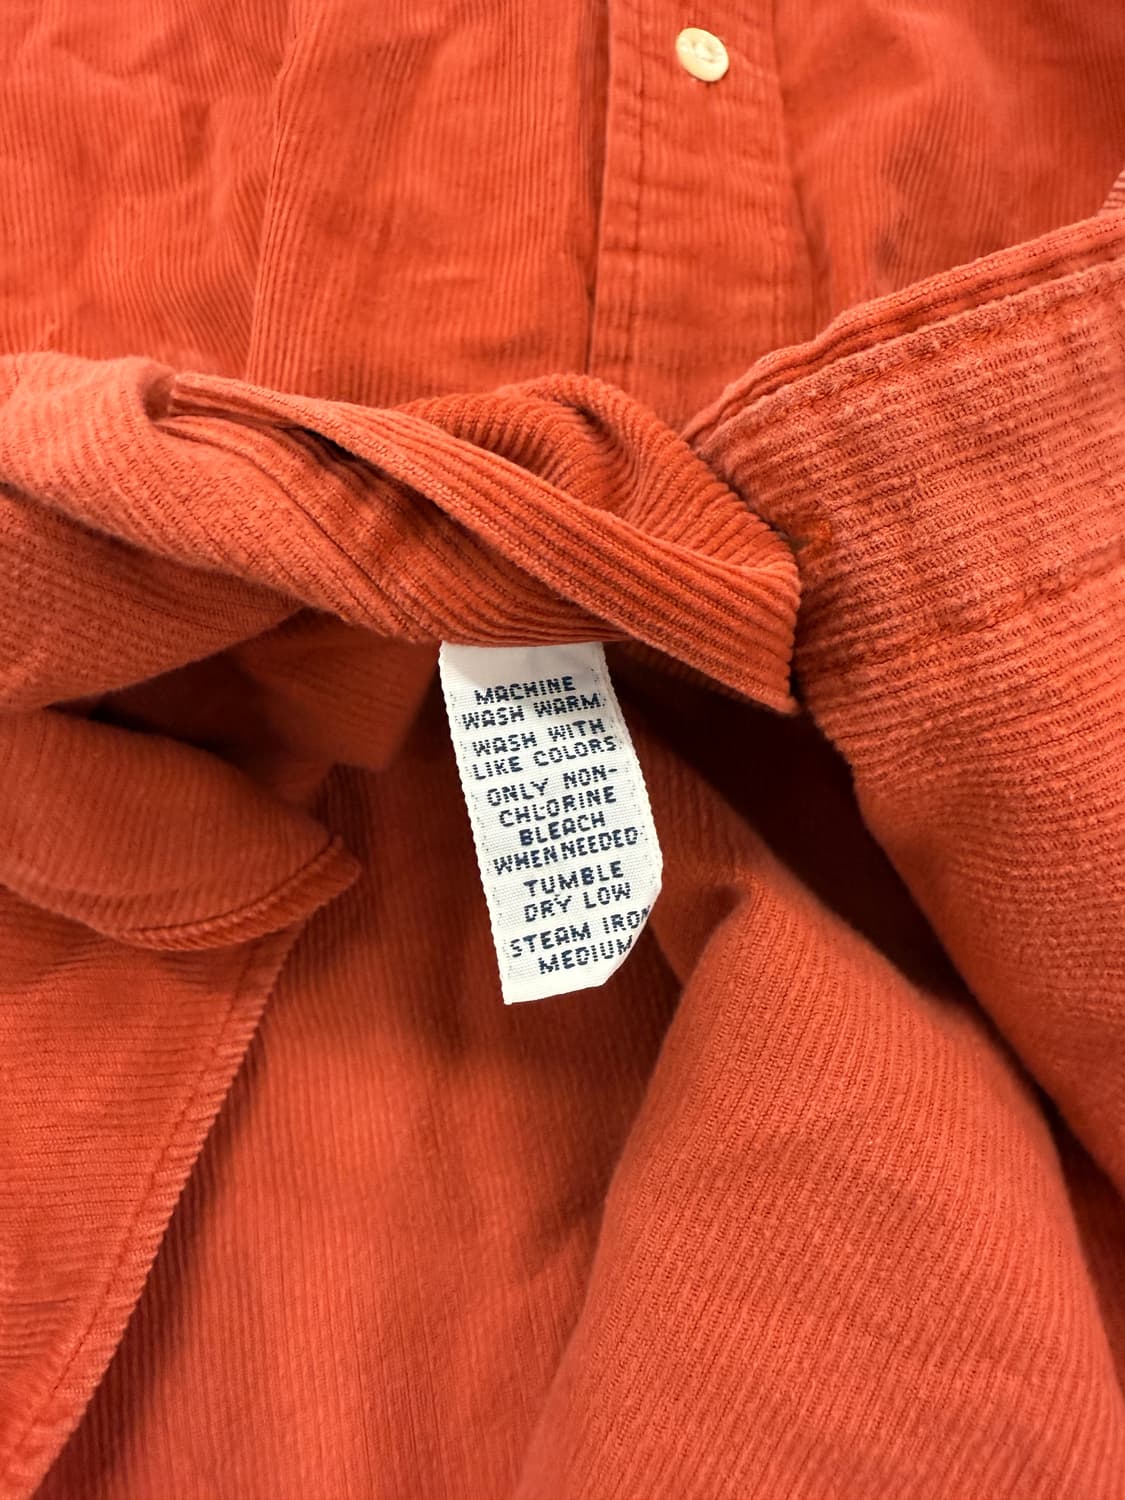 MACHINE
WASH WARM
WASH WITH
LIKE COLORS
ONLY NON-
CHLORINE
BLEACH
WHEN NEEDED
TUMBLE
DRY LOW
STEAM IRON
MEDIUM